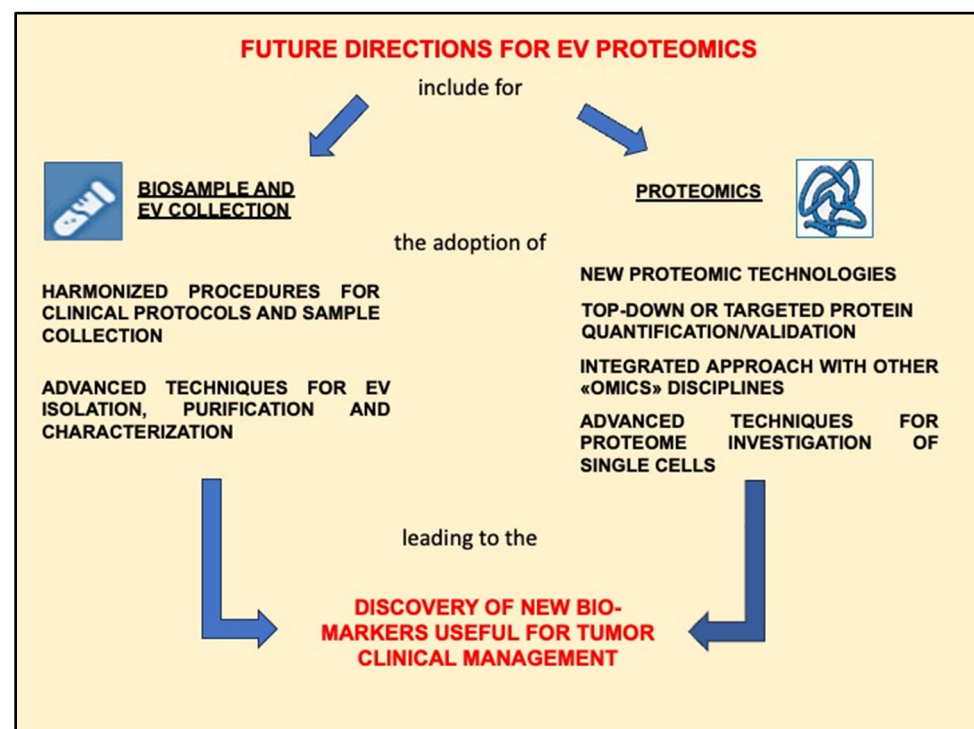 FUTURE DIRECTIONS FOR EV PROTEOMICS
include for
BIOSAMPLE AND
EV COLLECTION
PROTEOMICS
the adoption of
HARMONIZED PROCEDURES FOR
CLINICAL PROTOCOLS AND SAMPLE
COLLECTION
ADVANCED TECHNIQUES FOR EV
ISOLATION, PURIFICATION AND
CHARACTERIZATION
NEW PROTEOMIC TECHNOLOGIES
TOP-DOWN OR TARGETED PROTEIN
QUANTIFICATION/VALIDATION
INTEGRATED APPROACH WITH OTHER
«OMICS» DISCIPLINES
ADVANCED TECHNIQUES FOR
PROTEOME INVESTIGATION OF
SINGLE CELLS
leading to the
DISCOVERY OF NEW BIO-
MARKERS USEFUL FOR TUMOR
CLINICAL MANAGEMENT